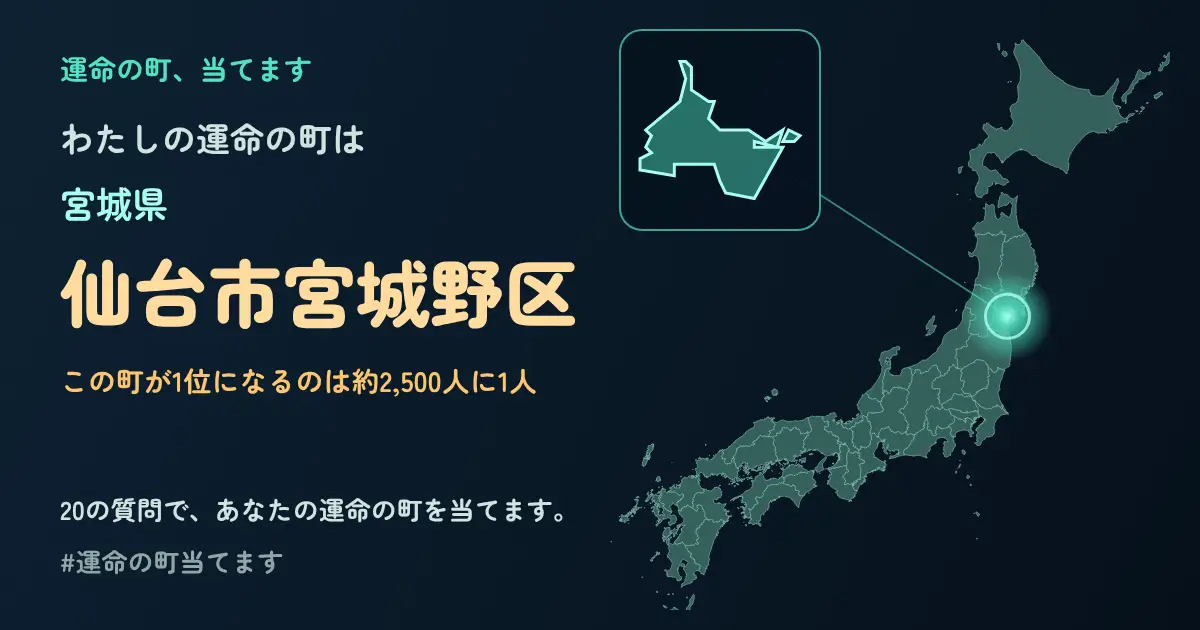 運命の町、当てます
わたしの運命の町は
宮城県
仙台市宮城野区
この町が1位になるのは約2,500人に1人
20の質問で、あなたの運命の町を当てます。
#運命の町当てます